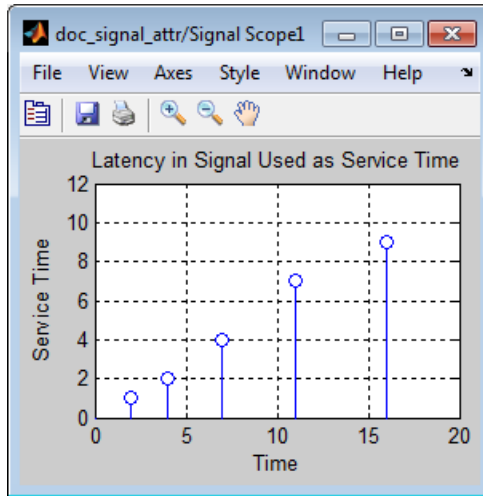 doc_signal_attr/Signal Scope1
File View Axes Style Window Help
Latency in Signal Used as Service Time
12
10
8
6
4
2
0
Service Time
0 5 10 15 20
Time